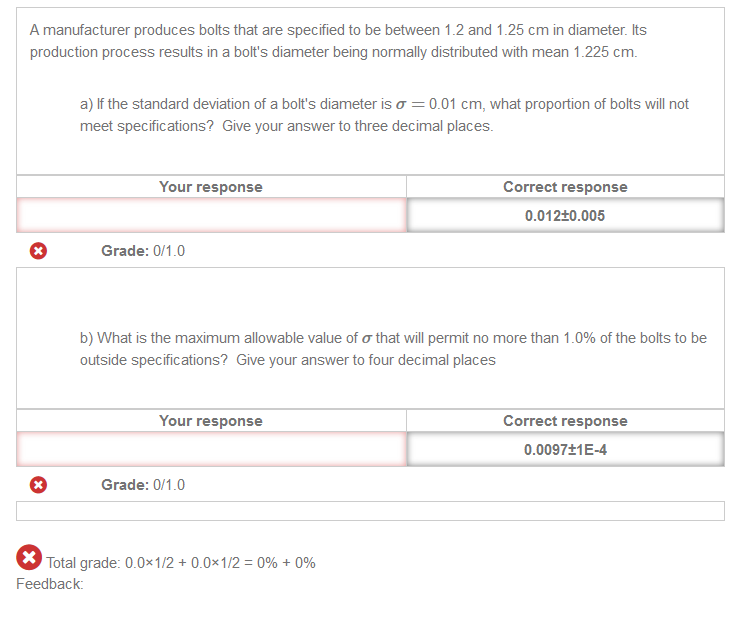 A manufacturer produces bolts that are specified to be between 1.2 and 1.25 cm in diameter. Its
production process results in a bolt's diameter being normally distributed with mean 1.225 cm.
a) If the standard deviation of a bolt's diameter is σ = 0.01 cm, what proportion of bolts will not
meet specifications? Give your answer to three decimal places.
Your response Correct response
0.012±0.005
Grade: 0/1.0
b) What is the maximum allowable value of σ that will permit no more than 1.0% of the bolts to be
outside specifications? Give your answer to four decimal places
Your response Correct response
0.0097±1E-4
Grade: 0/1.0
Total grade: 0.0×1/2 + 0.0×1/2 = 0% + 0%
Feedback: